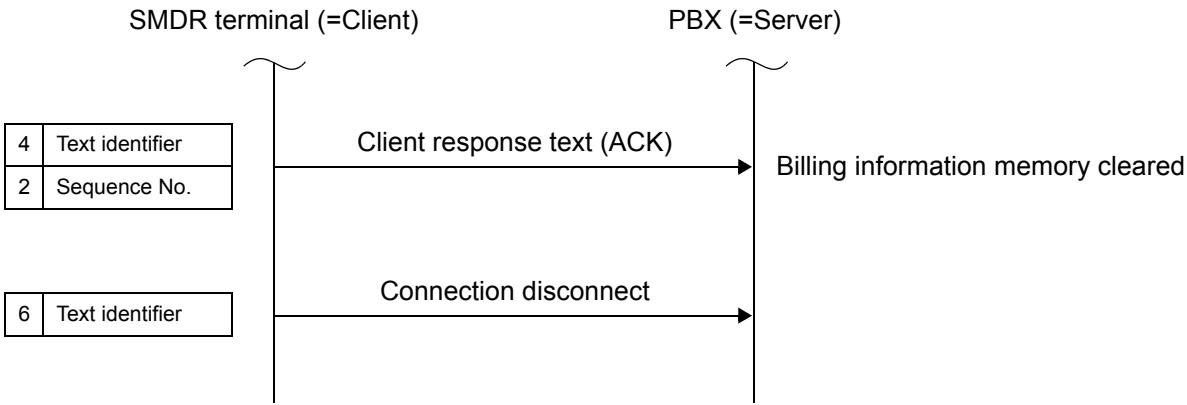 SMDR terminal (=Client) PBX (=Server)
4 Text identifier Client response text (ACK)
2 Sequence No. Billing information memory cleared
Connection disconnect
6 Text identifier